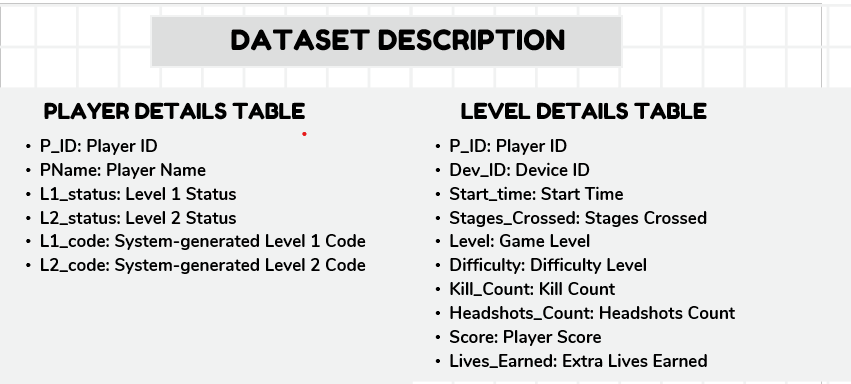 DATASET DESCRIPTION
PLAYER DETAILS TABLE
• P_ID: Player ID
• PName: Player Name
• L1_status: Level 1 Status
• L2_status: Level 2 Status
• L1_code: System-generated Level 1 Code
• L2_code: System-generated Level 2 Code
LEVEL DETAILS TABLE
• P_ID: Player ID
• Dev_ID: Device ID
• Start_time: Start Time
• Stages_Crossed: Stages Crossed
• Level: Game Level
• Difficulty: Difficulty Level
• Kill_Count: Kill Count
• Headshots_Count: Headshots Count
• Score: Player Score
• Lives_Earned: Extra Lives Earned